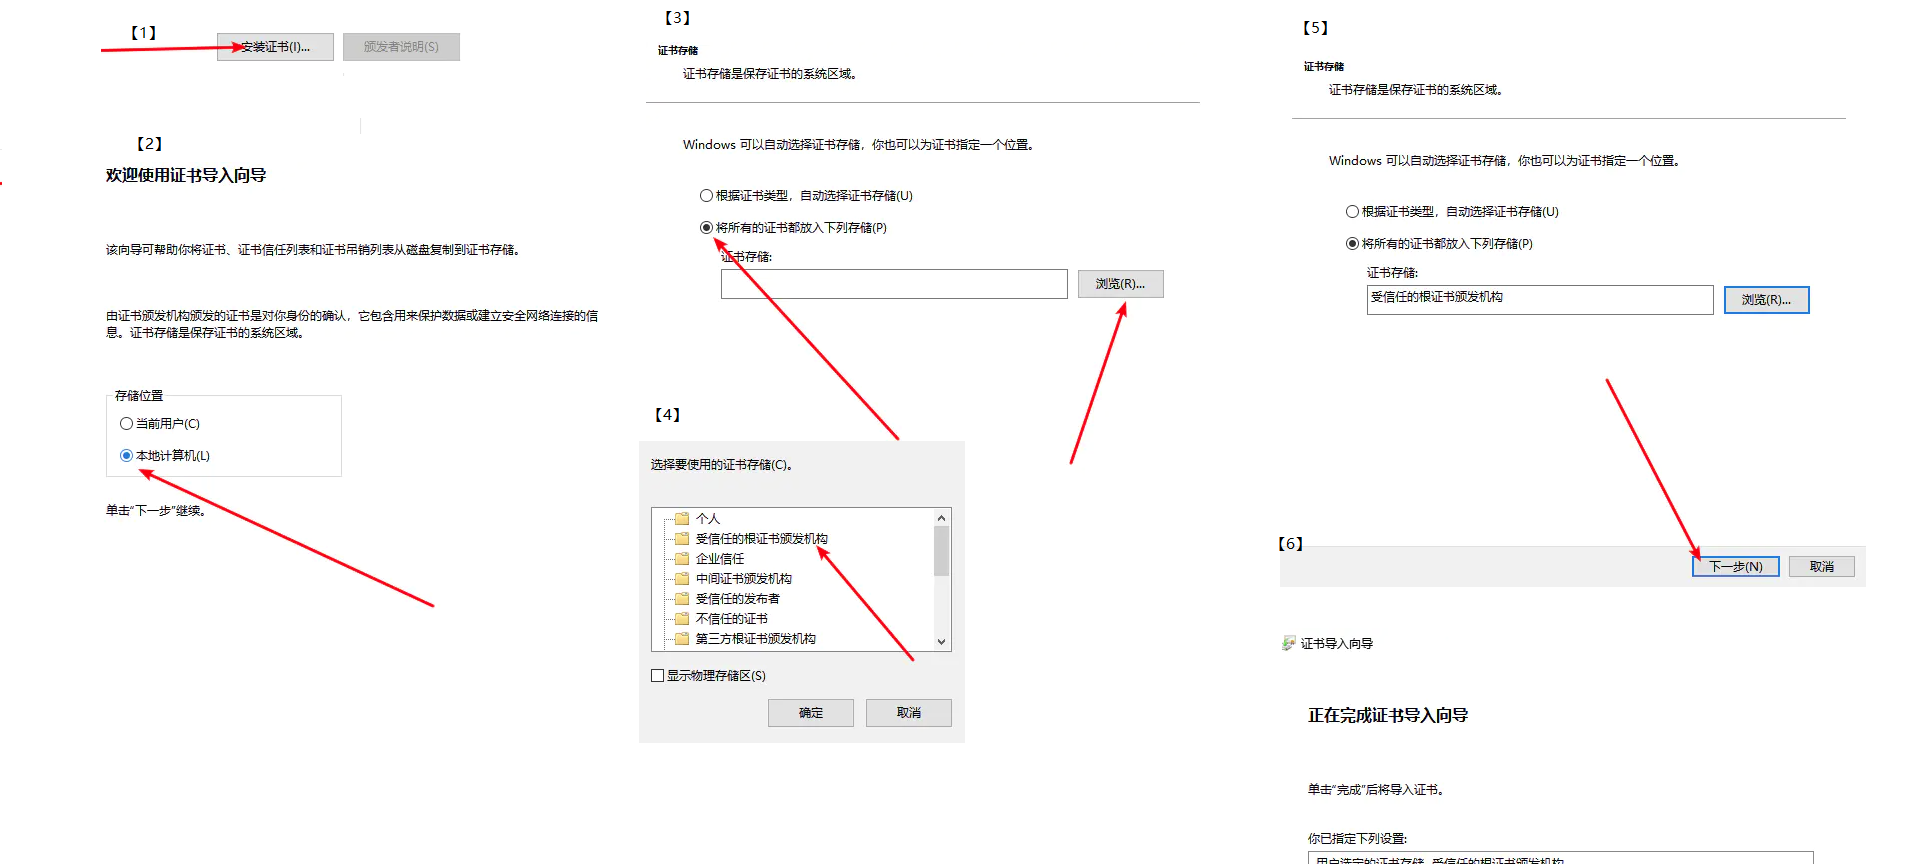 【1】
安装证书(I)...
颁发者说明(S)
【2】
欢迎使用证书导入向导
该向导可帮助你将证书、证书信任列表和证书吊销列表从磁盘复制到证书存储。
由证书颁发机构颁发的证书是对你身份的确认，它包含用来保护数据或建立安全网络连接的信
息。证书存储是保存证书的系统区域。
存储位置
当前用户(C)
本地计算机(L)
单击“下一步”继续。
【3】
证书存储
证书存储是保存证书的系统区域。
Windows 可以自动选择证书存储，你也可以为证书指定一个位置。
根据证书类型，自动选择证书存储(U)
将所有的证书都放入下列存储(P)
证书存储:
浏览(R)...
【4】
选择要使用的证书存储(C)。
个人
受信任的根证书颁发机构
企业信任
中间证书颁发机构
受信任的发布者
不信任的证书
第三方根证书颁发机构
显示物理存储区(S)
确定
取消
【5】
证书存储
证书存储是保存证书的系统区域。
Windows 可以自动选择证书存储，你也可以为证书指定一个位置。
根据证书类型，自动选择证书存储(U)
将所有的证书都放入下列存储(P)
证书存储:
受信任的根证书颁发机构
浏览(R)...
【6】
下一步(N)
取消
证书导入向导
正在完成证书导入向导
单击“完成”后将导入证书。
你已指定下列设置:
用户选定的证书存储 受信任的根证书颁发机构